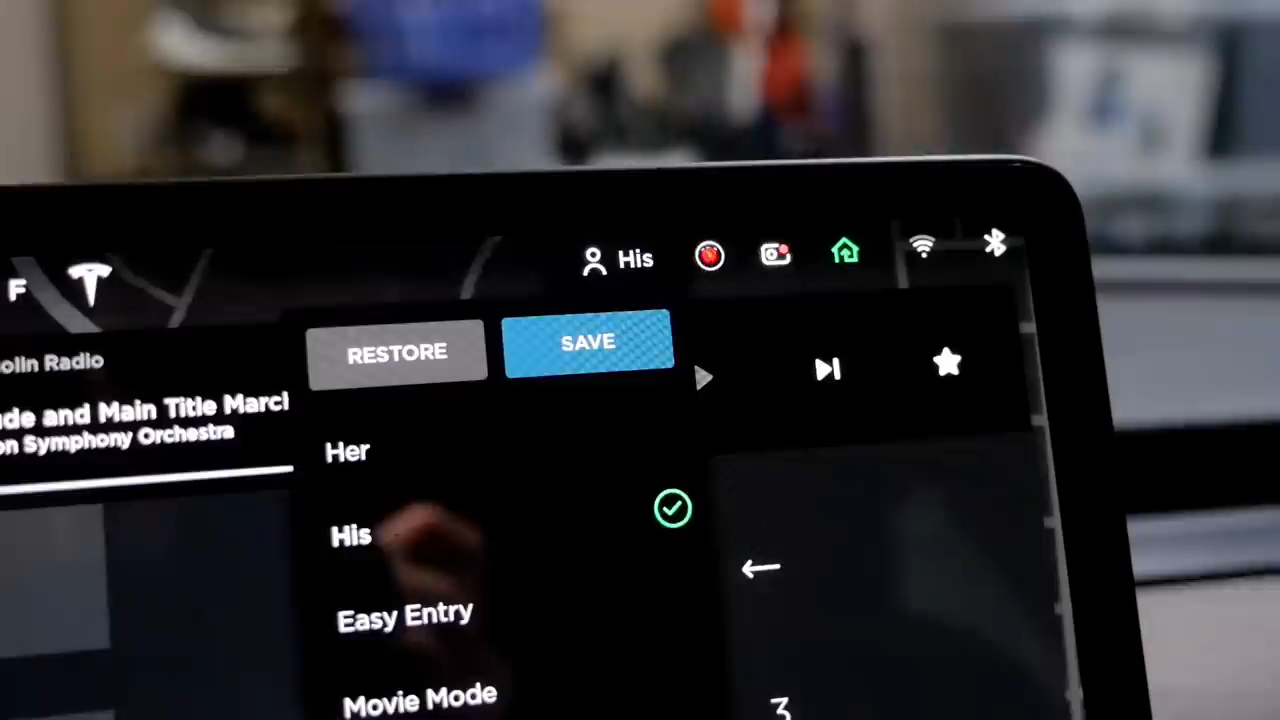 His
F
RESTORE
SAVE
olin Radio
ude and Main Title Marcl
on Symphony Orchestra
Her
His
Easy Entry
Movie Mode
3